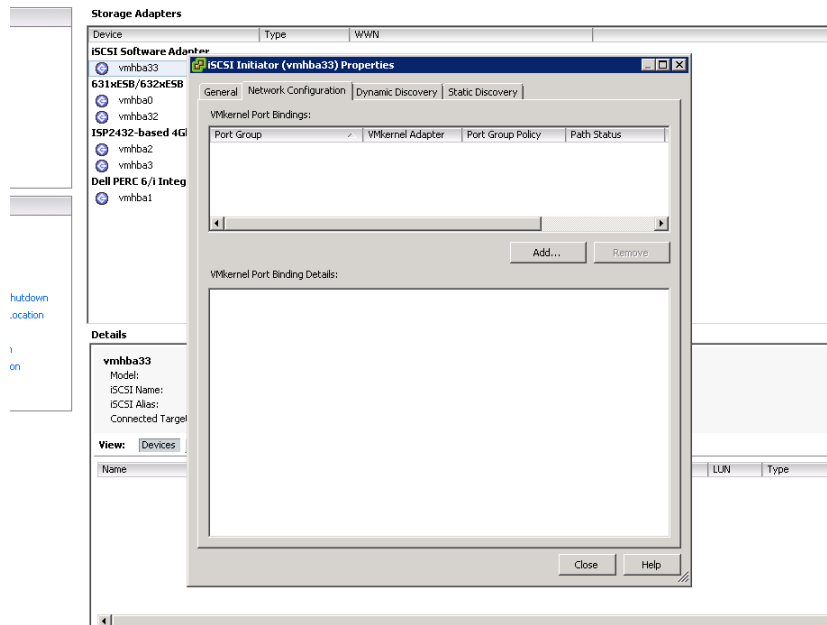 Storage Adapters
Device Type WWN
iSCSI Software Adapter
vmhba33
631xESB/632xESB
vmhba0
vmhba32
ISP2432-based 4G
vmhba2
vmhba3
Dell PERC 6/i Integ
vmhba1
iSCSI Initiator (vmhba33) Properties
General Network Configuration Dynamic Discovery Static Discovery
VMkernel Port Bindings:
Port Group VMkernel Adapter Port Group Policy Path Status
Add... Remove
VMkernel Port Binding Details:
Close Help
hutdown
ocation
on
Details
vmhba33
Model:
iSCSI Name:
iSCSI Alias:
Connected Target
View: Devices
Name LUN Type